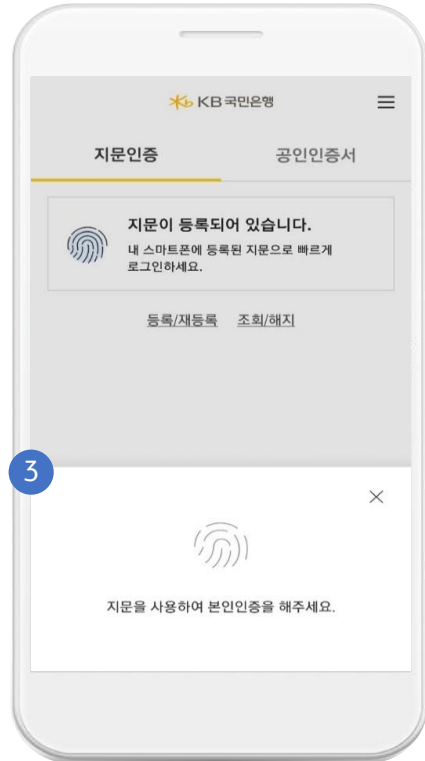 KB 국민은행
지문인증 공인인증서
지문이 등록되어 있습니다.
내 스마트폰에 등록된 지문으로 빠르게
로그인하세요.
등록/재등록 조회/해지
3
지문을 사용하여 본인인증을 해주세요.